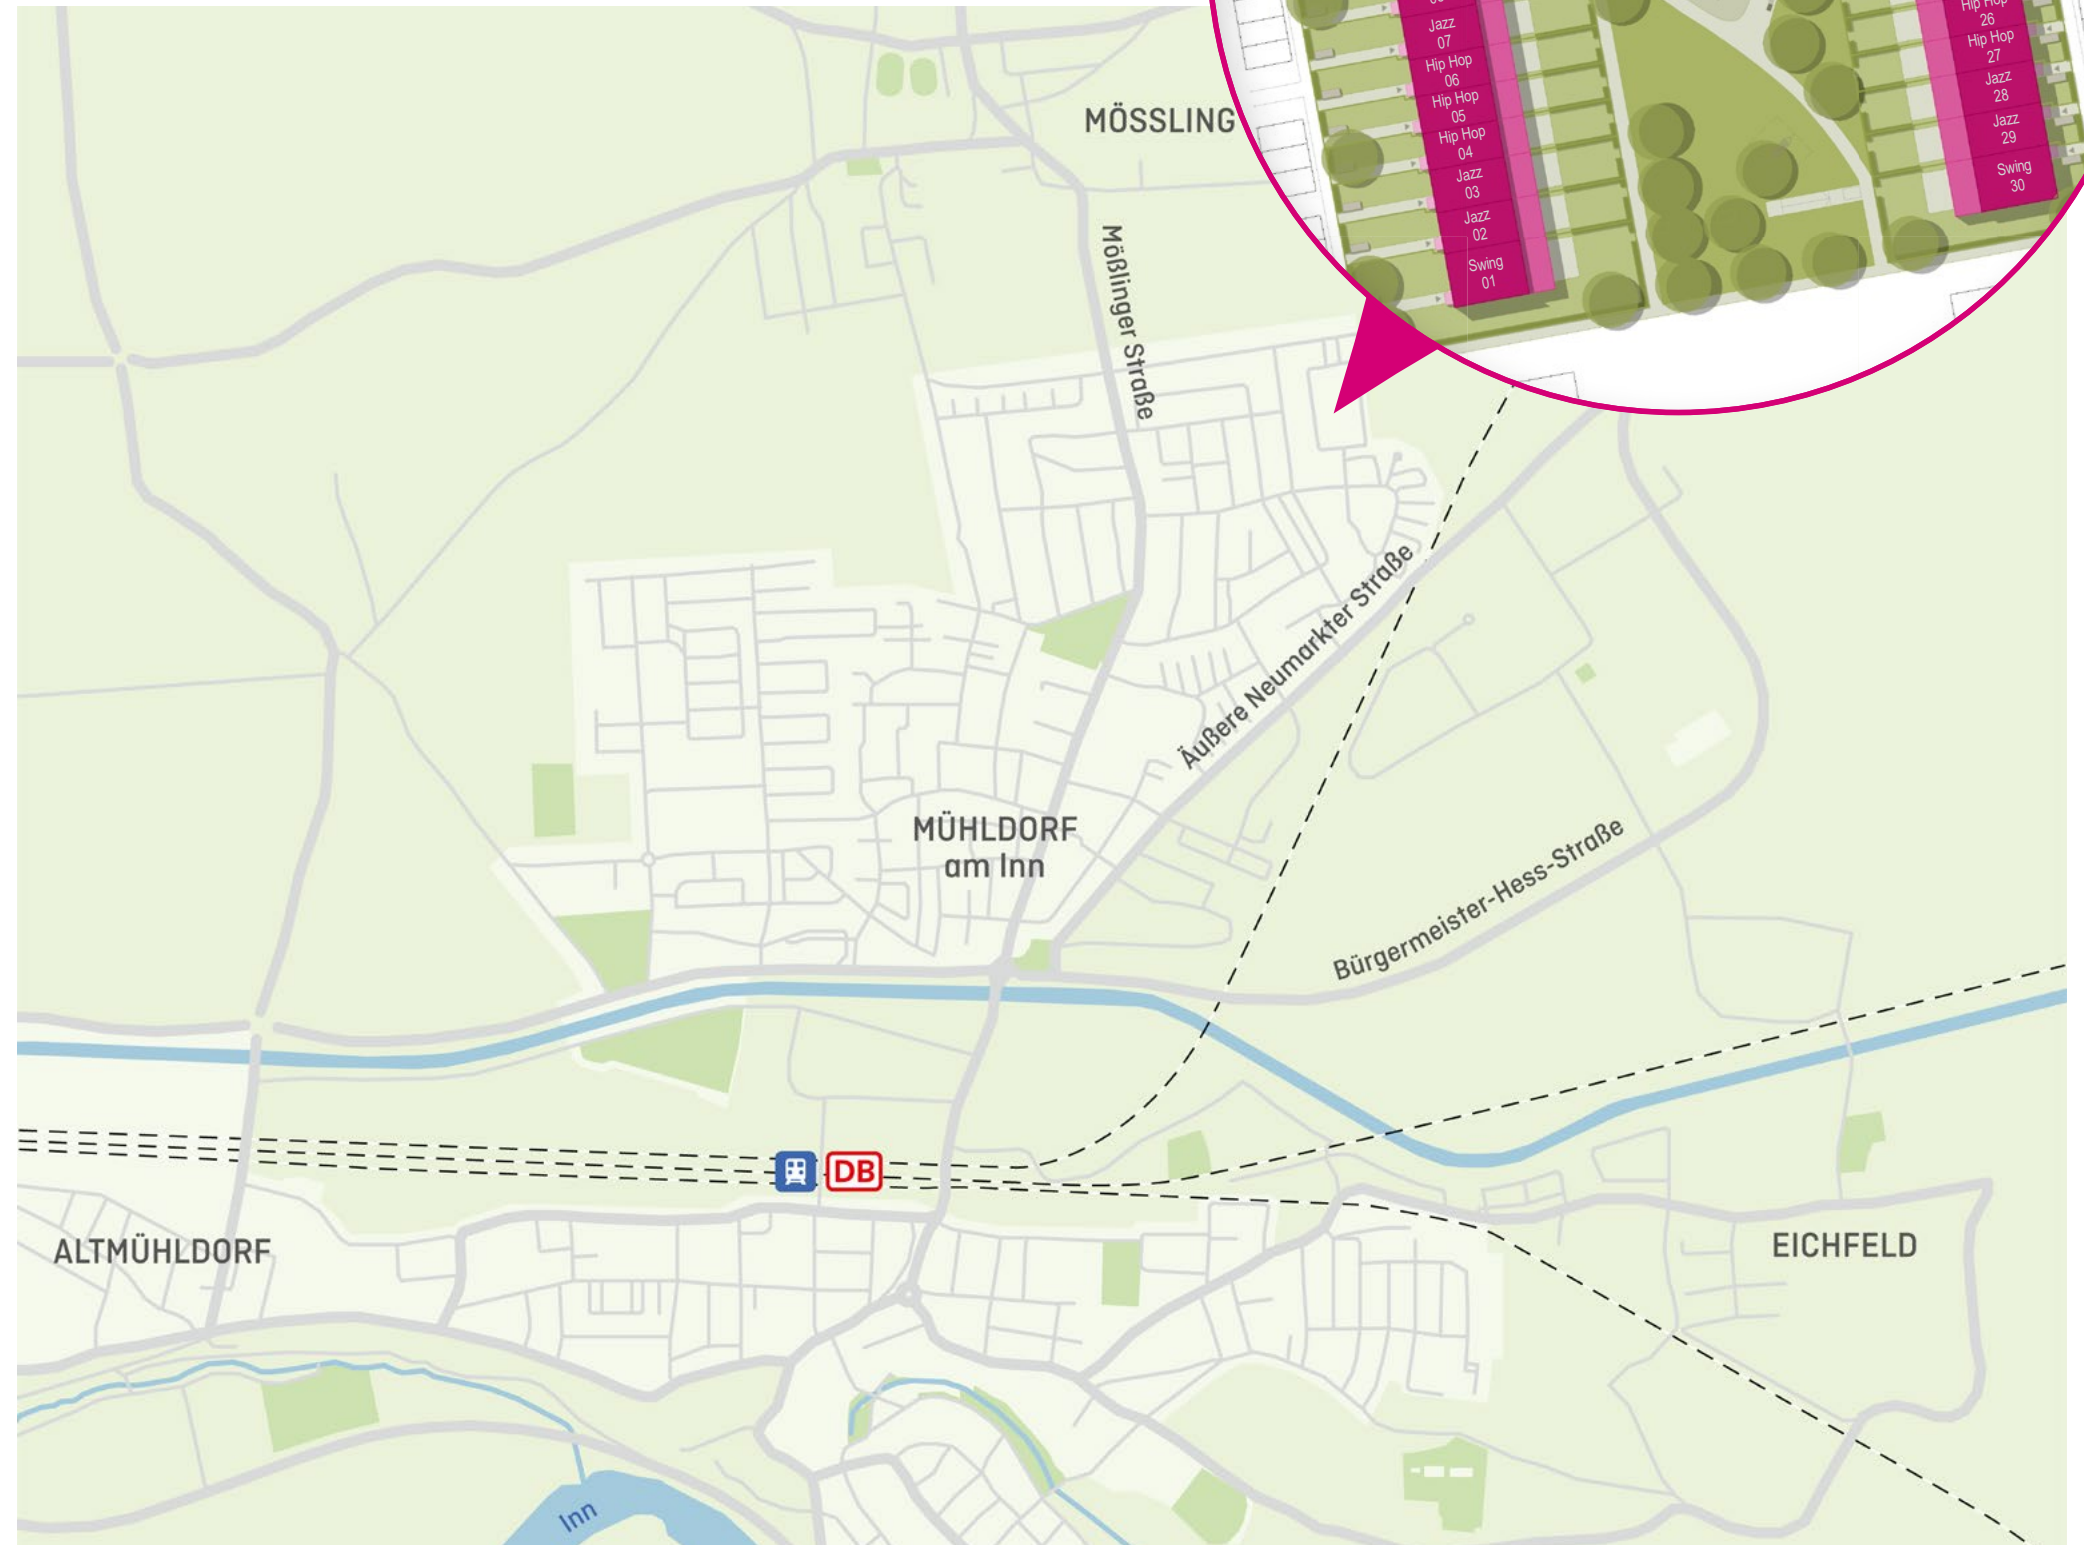 Jazz
07
Hip Hop
06
Hip Hop
05
Hip Hop
04
Jazz
03
Jazz
02
Swing
01
Hip Hop
26
Hip Hop
27
Jazz
28
Jazz
29
Swing
30
MÖSSLING
Mößlinger Straße
Äußere Neumarkter Straße
MÜHLDORF
am Inn
Bürgermeister-Hess-Straße
DB
ALTMÜHLDORF
EICHFELD
Inn